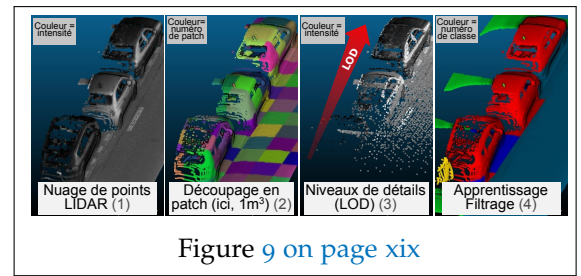 Couleur=
intensité
Couleur=
numéro
de patch
Couleur=
intensité
LOD
Couleur=
numéro
de classe
Nuage de points
LIDAR (1)
Découpage en
patch (ici, 1m³) (2)
Niveaux de détails
(LOD) (3)
Apprentissage
Filtrage (4)
Figure 9 on page xix